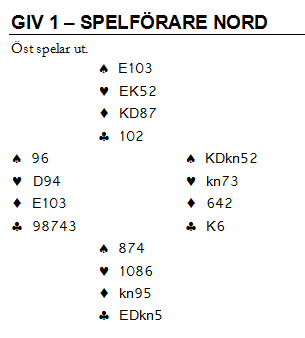 GIV 1 – SPELFÖRARE NORD
Öst spelar ut.
♠ E103
♥ EK52
♦ KD87
♣ 102
♠ 96 ♠ KDkn52
♥ D94 ♥ kn73
♦ E103 ♦ 642
♣ 98743 ♣ K6
♠ 874
♥ 1086
♦ kn95
♣ EDkn5